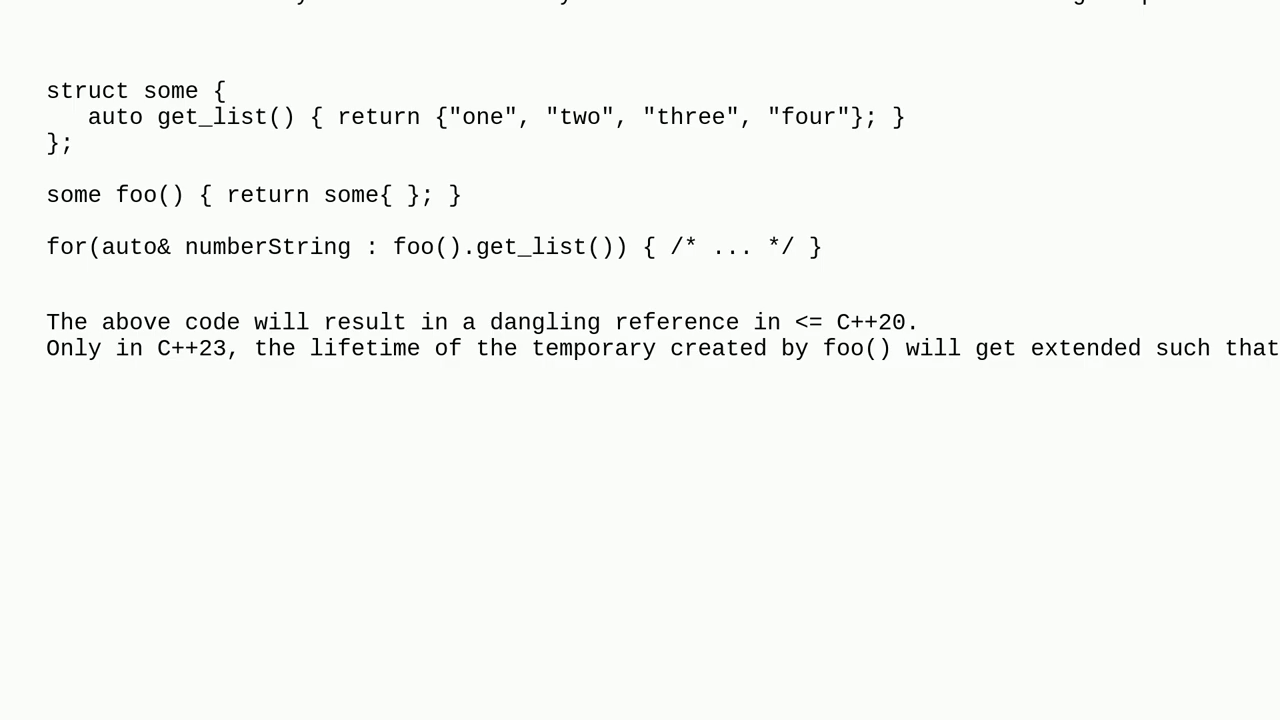 struct some {
   auto get_list() { return {"one", "two", "three", "four"}; }
};
some foo() { return some{ }; }
for(auto& numberString : foo().get_list()) { /* ... */ }
The above code will result in a dangling reference in <= C++20.
Only in C++23, the lifetime of the temporary created by foo() will get extended such that